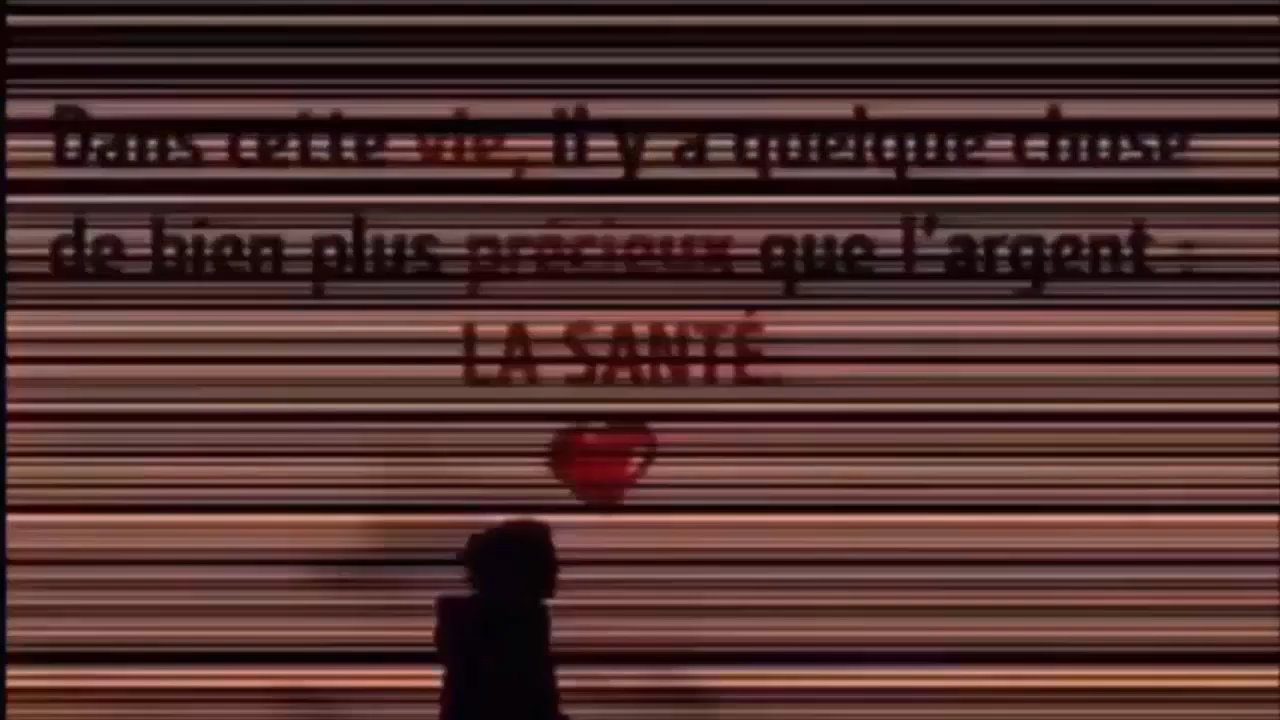 Dans cette vie, il y a quelque chose
de bien plus précieux que l'argent :
LA SANTÉ.